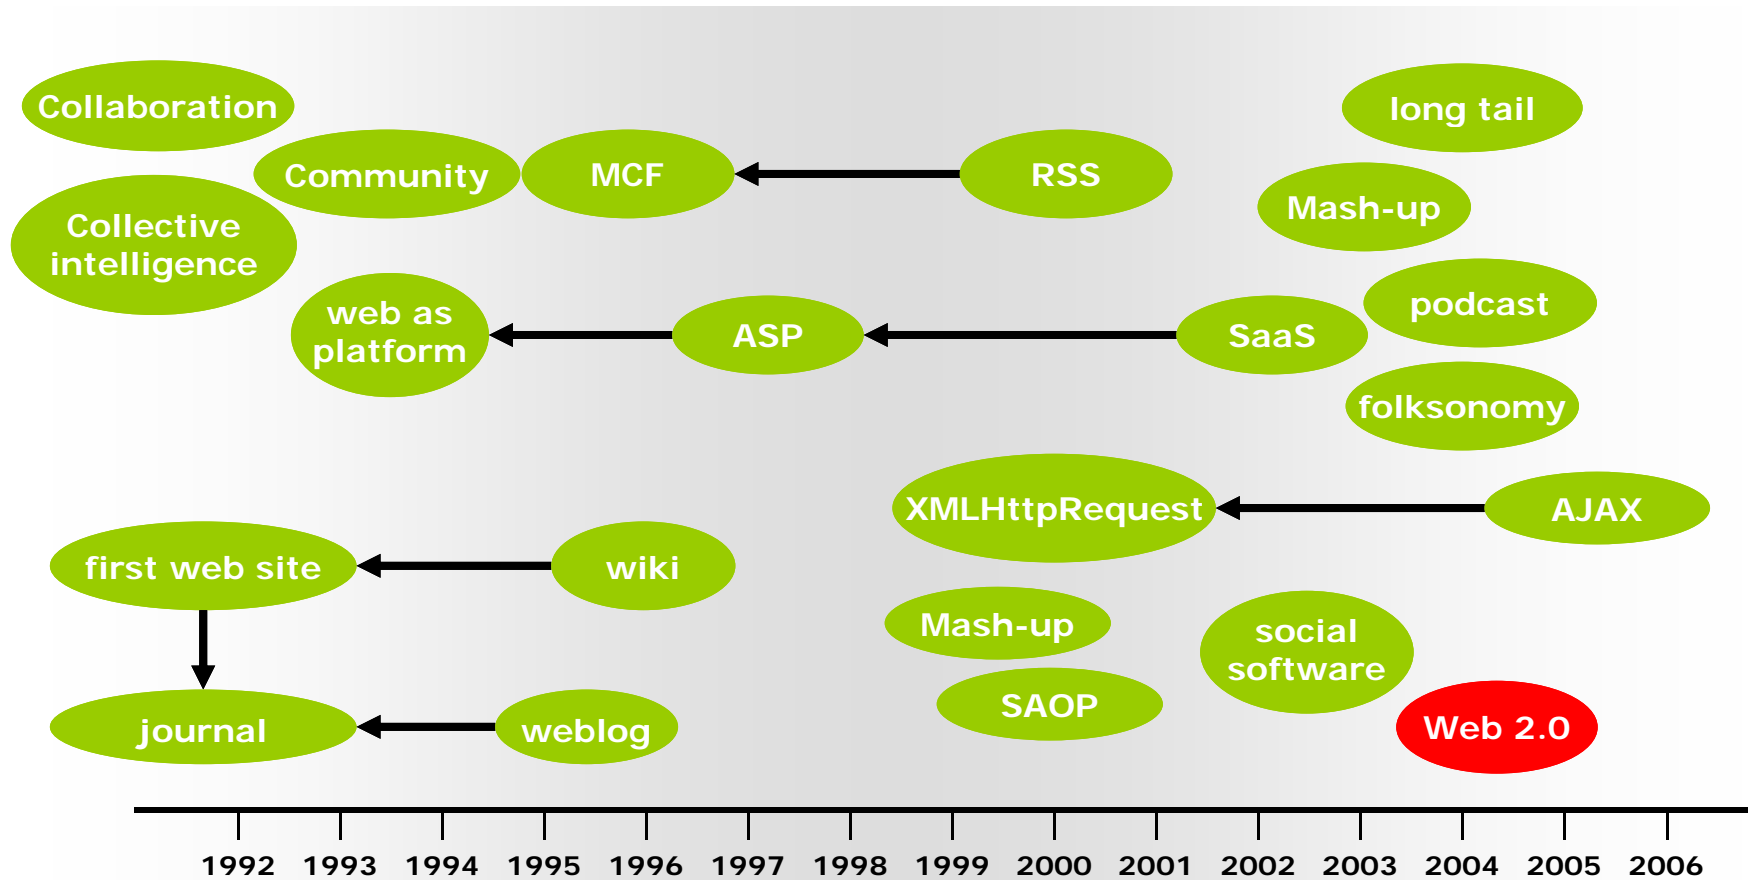 Collaboration
long tail
Community
MCF
RSS
Mash-up
Collective
intelligence
podcast
web as
platform
ASP
SaaS
folksonomy
XMLHttpRequest
AJAX
first web site
wiki
Mash-up
social
software
SAOP
journal
weblog
Web 2.0
1992 1993 1994 1995 1996 1997 1998 1999 2000 2001 2002 2003 2004 2005 2006